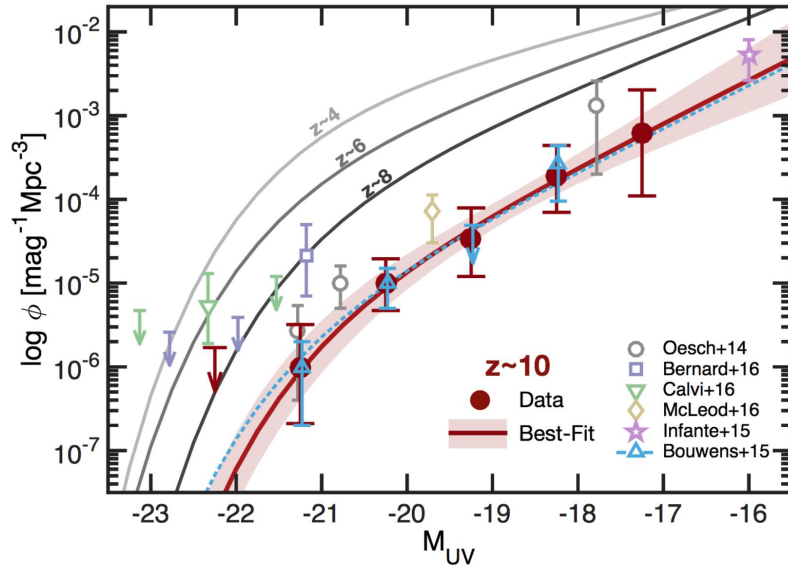 10⁻²
10⁻³
10⁻⁴
10⁻⁵
10⁻⁶
10⁻⁷
log ϕ [mag⁻¹Mpc⁻³]
z~4
z~6
z~8
z~10
Data
Best-Fit
Oesch+14
Bernard+16
Calvi+16
McLeod+16
Infante+15
Bouwens+15
-23 -22 -21 -20 -19 -18 -17 -16
M_UV